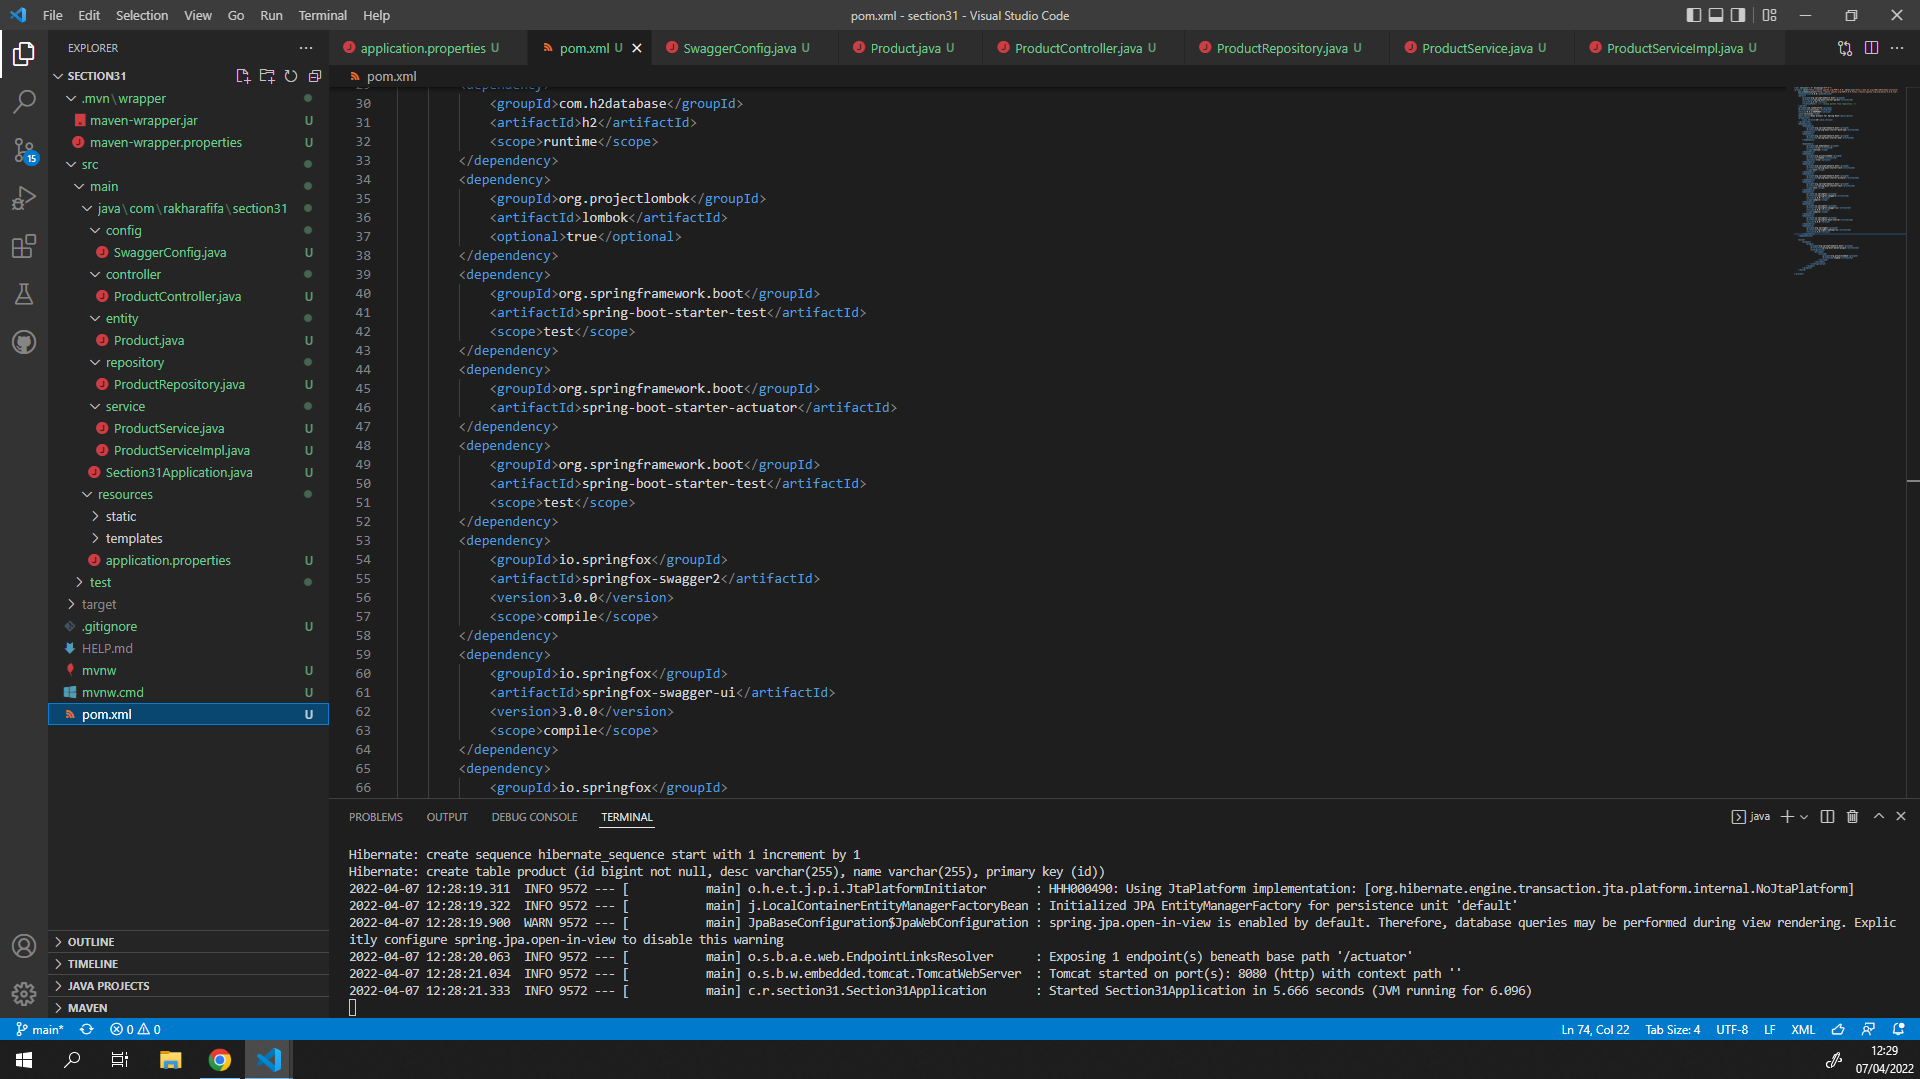 File Edit Selection View Go Run Terminal Help
pom.xml - section31 - Visual Studio Code
EXPLORER
SECTION31
.mvn\wrapper
maven-wrapper.jar U
maven-wrapper.properties U
src
main
java\com\rakharafifa\section31
config
SwaggerConfig.java U
controller
ProductController.java U
entity
Product.java U
repository
ProductRepository.java U
service
ProductService.java U
ProductServiceImpl.java U
Section31Application.java U
resources
static
templates
application.properties U
test
target
.gitignore U
HELP.md
mvnw U
mvnw.cmd U
pom.xml U
OUTLINE
TIMELINE
JAVA PROJECTS
MAVEN
15
application.properties U pom.xml U SwaggerConfig.java U Product.java U ProductController.java U ProductRepository.java U ProductService.java U ProductServiceImpl.java U
pom.xml
29 <dependency>
30 <groupId>com.h2database</groupId>
31 <artifactId>h2</artifactId>
32 <scope>runtime</scope>
33 </dependency>
34 <dependency>
35 <groupId>org.projectlombok</groupId>
36 <artifactId>lombok</artifactId>
37 <optional>true</optional>
38 </dependency>
39 <dependency>
40 <groupId>org.springframework.boot</groupId>
41 <artifactId>spring-boot-starter-test</artifactId>
42 <scope>test</scope>
43 </dependency>
44 <dependency>
45 <groupId>org.springframework.boot</groupId>
46 <artifactId>spring-boot-starter-actuator</artifactId>
47 </dependency>
48 <dependency>
49 <groupId>org.springframework.boot</groupId>
50 <artifactId>spring-boot-starter-test</artifactId>
51 <scope>test</scope>
52 </dependency>
53 <dependency>
54 <groupId>io.springfox</groupId>
55 <artifactId>springfox-swagger2</artifactId>
56 <version>3.0.0</version>
57 <scope>compile</scope>
58 </dependency>
59 <dependency>
60 <groupId>io.springfox</groupId>
61 <artifactId>springfox-swagger-ui</artifactId>
62 <version>3.0.0</version>
63 <scope>compile</scope>
64 </dependency>
65 <dependency>
66 <groupId>io.springfox</groupId>
PROBLEMS OUTPUT DEBUG CONSOLE TERMINAL
java
Hibernate: create sequence hibernate_sequence start with 1 increment by 1
Hibernate: create table product (id bigint not null, desc varchar(255), name varchar(255), primary key (id))
2022-04-07 12:28:19.311 INFO 9572 --- [ main] o.h.e.t.j.p.i.JtaPlatformInitiator : HHH000490: Using JtaPlatform implementation: [org.hibernate.engine.transaction.jta.platform.internal.NoJtaPlatform]
2022-04-07 12:28:19.322 INFO 9572 --- [ main] j.LocalContainerEntityManagerFactoryBean : Initialized JPA EntityManagerFactory for persistence unit 'default'
2022-04-07 12:28:19.900 WARN 9572 --- [ main] JpaBaseConfiguration$JpaWebConfiguration : spring.jpa.open-in-view is enabled by default. Therefore, database queries may be performed during view rendering. Explic
itly configure spring.jpa.open-in-view to disable this warning
2022-04-07 12:28:20.063 INFO 9572 --- [ main] o.s.b.a.e.web.EndpointLinksResolver : Exposing 1 endpoint(s) beneath base path '/actuator'
2022-04-07 12:28:21.034 INFO 9572 --- [ main] o.s.b.w.embedded.tomcat.TomcatWebServer : Tomcat started on port(s): 8080 (http) with context path ''
2022-04-07 12:28:21.333 INFO 9572 --- [ main] c.r.section31.Section31Application : Started Section31Application in 5.666 seconds (JVM running for 6.096)
main* 0 0 Ln 74, Col 22 Tab Size: 4 UTF-8 LF XML
12:29
07/04/2022